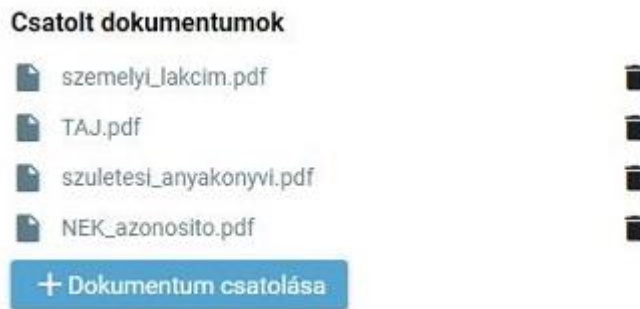 Csatolt dokumentumok
szemelyi_lakcim.pdf
TAJ.pdf
szuletesi_anyakonyvi.pdf
NEK_azonosito.pdf
+ Dokumentum csatolása